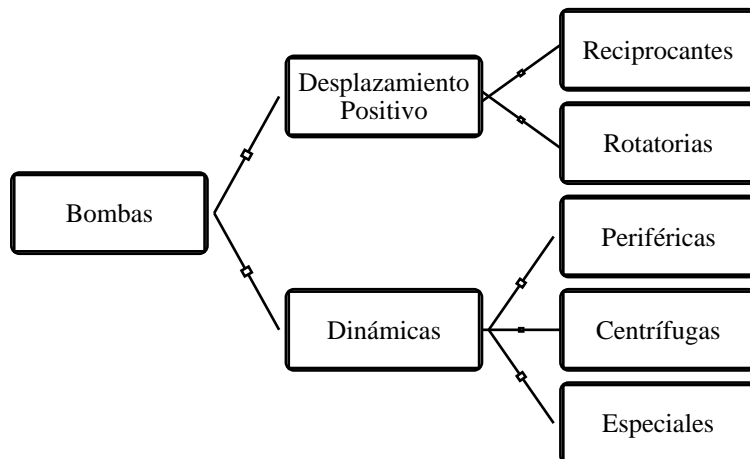 Bombas
Desplazamiento
Positivo
Reciprocantes
Rotatorias
Dinámicas
Periféricas
Centrífugas
Especiales